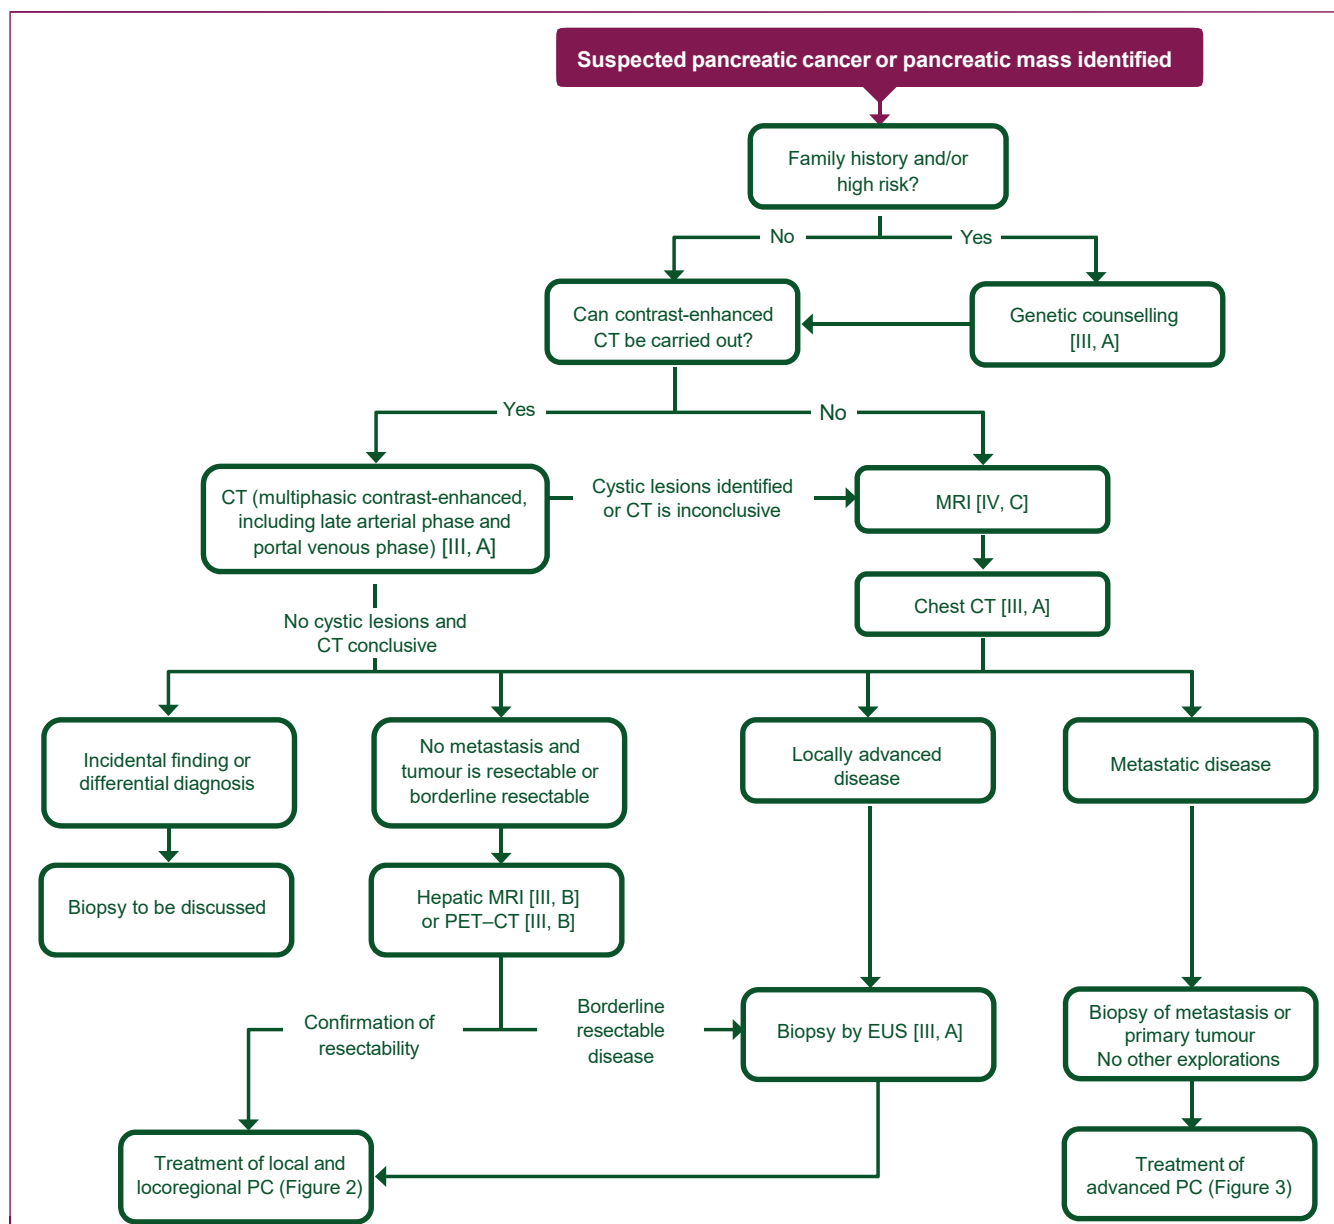 Suspected pancreatic cancer or pancreatic mass identified
Family history and/or
high risk?
No
Yes
Can contrast-enhanced
CT be carried out?
Genetic counselling
[III, A]
Yes
No
CT (multiphasic contrast-enhanced,
including late arterial phase and
portal venous phase) [III, A]
Cystic lesions identified
or CT is inconclusive
MRI [IV, C]
Chest CT [III, A]
No cystic lesions and
CT conclusive
Incidental finding or
differential diagnosis
No metastasis and
tumour is resectable or
borderline resectable
Locally advanced
disease
Metastatic disease
Biopsy to be discussed
Hepatic MRI [III, B]
or PET–CT [III, B]
Confirmation of
resectability
Borderline
resectable
disease
Biopsy by EUS [III, A]
Biopsy of metastasis or
primary tumour
No other explorations
Treatment of local and
locoregional PC (Figure 2)
Treatment of
advanced PC (Figure 3)